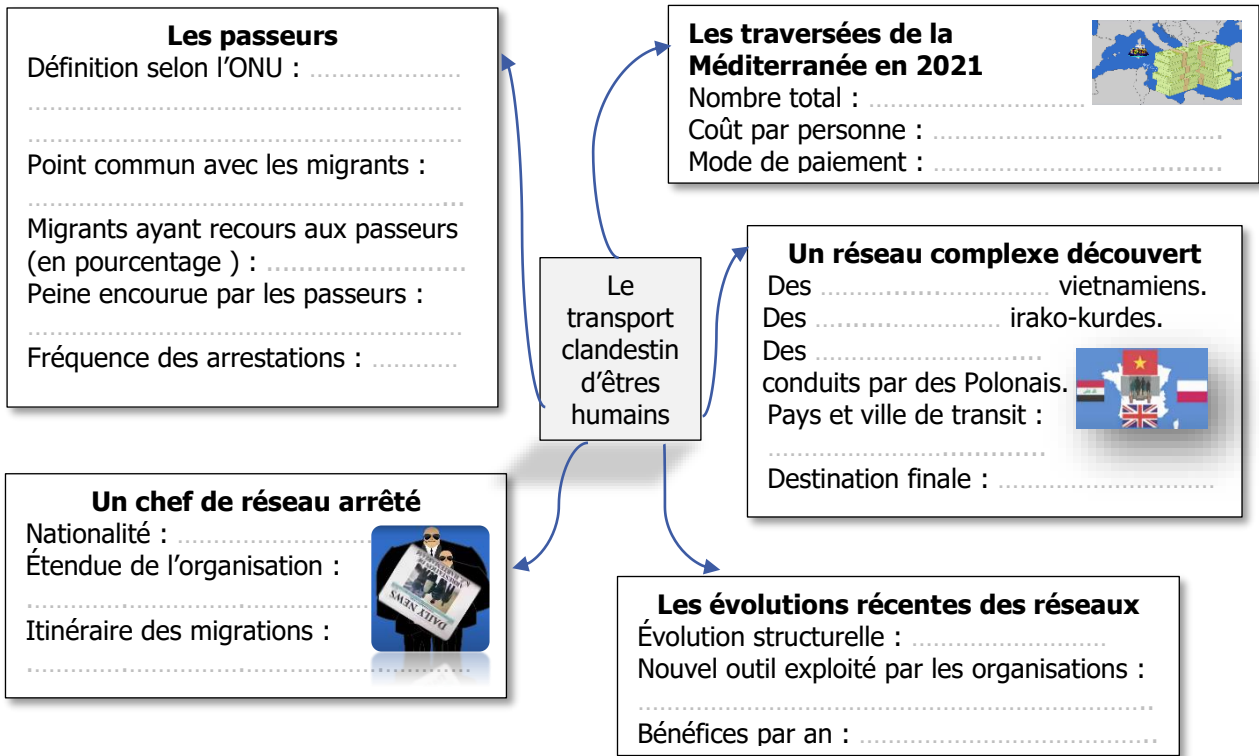 Les passeurs
Définition selon l'ONU : ........................
................................................................
................................................................
Point commun avec les migrants :
................................................................
Migrants ayant recours aux passeurs
(en pourcentage ) : .............................
Peine encourue par les passeurs :
................................................................
Fréquence des arrestations : .............
Les traversées de la
Méditerranée en 2021
Nombre total : ................................
Coût par personne : ...........................................
Mode de paiement : ...........................................
Un réseau complexe découvert
Des .................................. vietnamiens.
Des ........................... irako-kurdes.
Des ..................................
conduits par des Polonais.
Pays et ville de transit :
.........................................
Destination finale : ................................
Le
transport
clandestin
d'êtres
humains
Un chef de réseau arrêté
Nationalité : .............................
Étendue de l'organisation :
..................................................
Itinéraire des migrations :
.................................................................
DAILY NEWS
Les évolutions récentes des réseaux
Évolution structurelle : .............................
Nouvel outil exploité par les organisations :
............................................................................
Bénéfices par an : ............................................